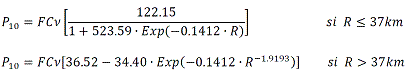 P₁₀ = FCv [ 122.15 / (1 + 523.59 · Exp(−0.1412 · R)) ] si R ≤ 37km
P₁₀ = FCv[36.52 − 34.40 · Exp(−0.1412 · R^−1.9193)] si R > 37km